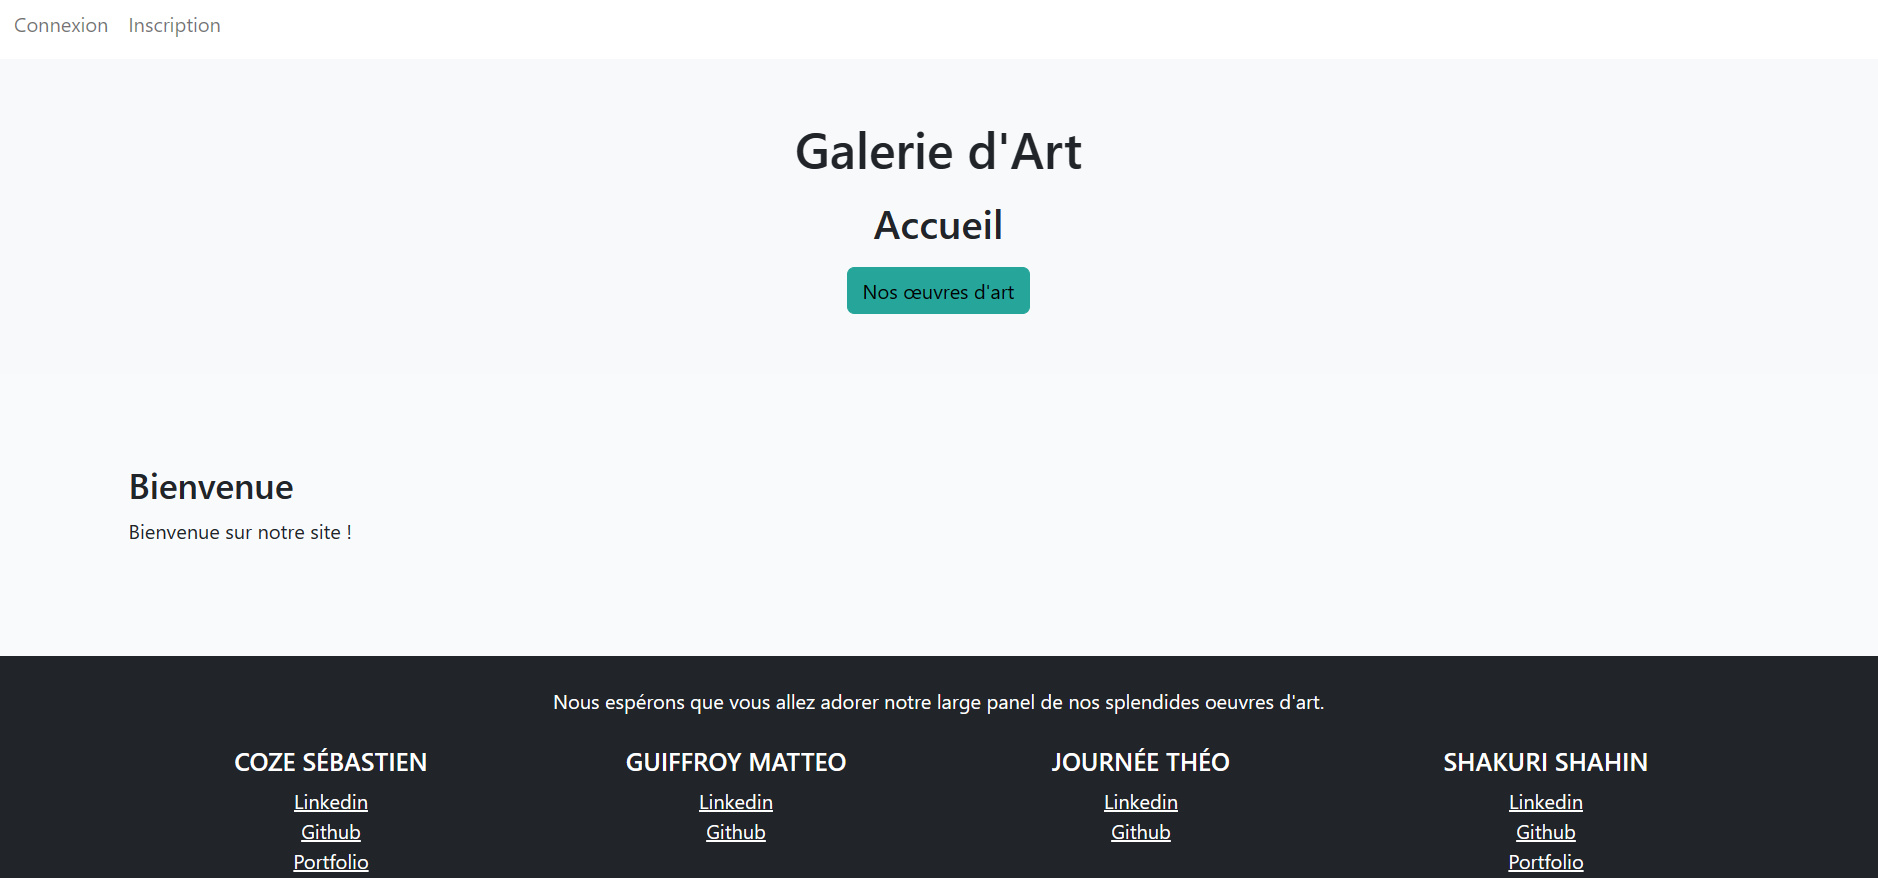 Connexion Inscription
Galerie d'Art
Accueil
Nos œuvres d'art
Bienvenue
Bienvenue sur notre site !
Nous espérons que vous allez adorer notre large panel de nos splendides oeuvres d'art.
COZE SÉBASTIEN
Linkedin
Github
Portfolio
GUIFFROY MATTEO
Linkedin
Github
JOURNÉE THÉO
Linkedin
Github
SHAKURI SHAHIN
Linkedin
Github
Portfolio